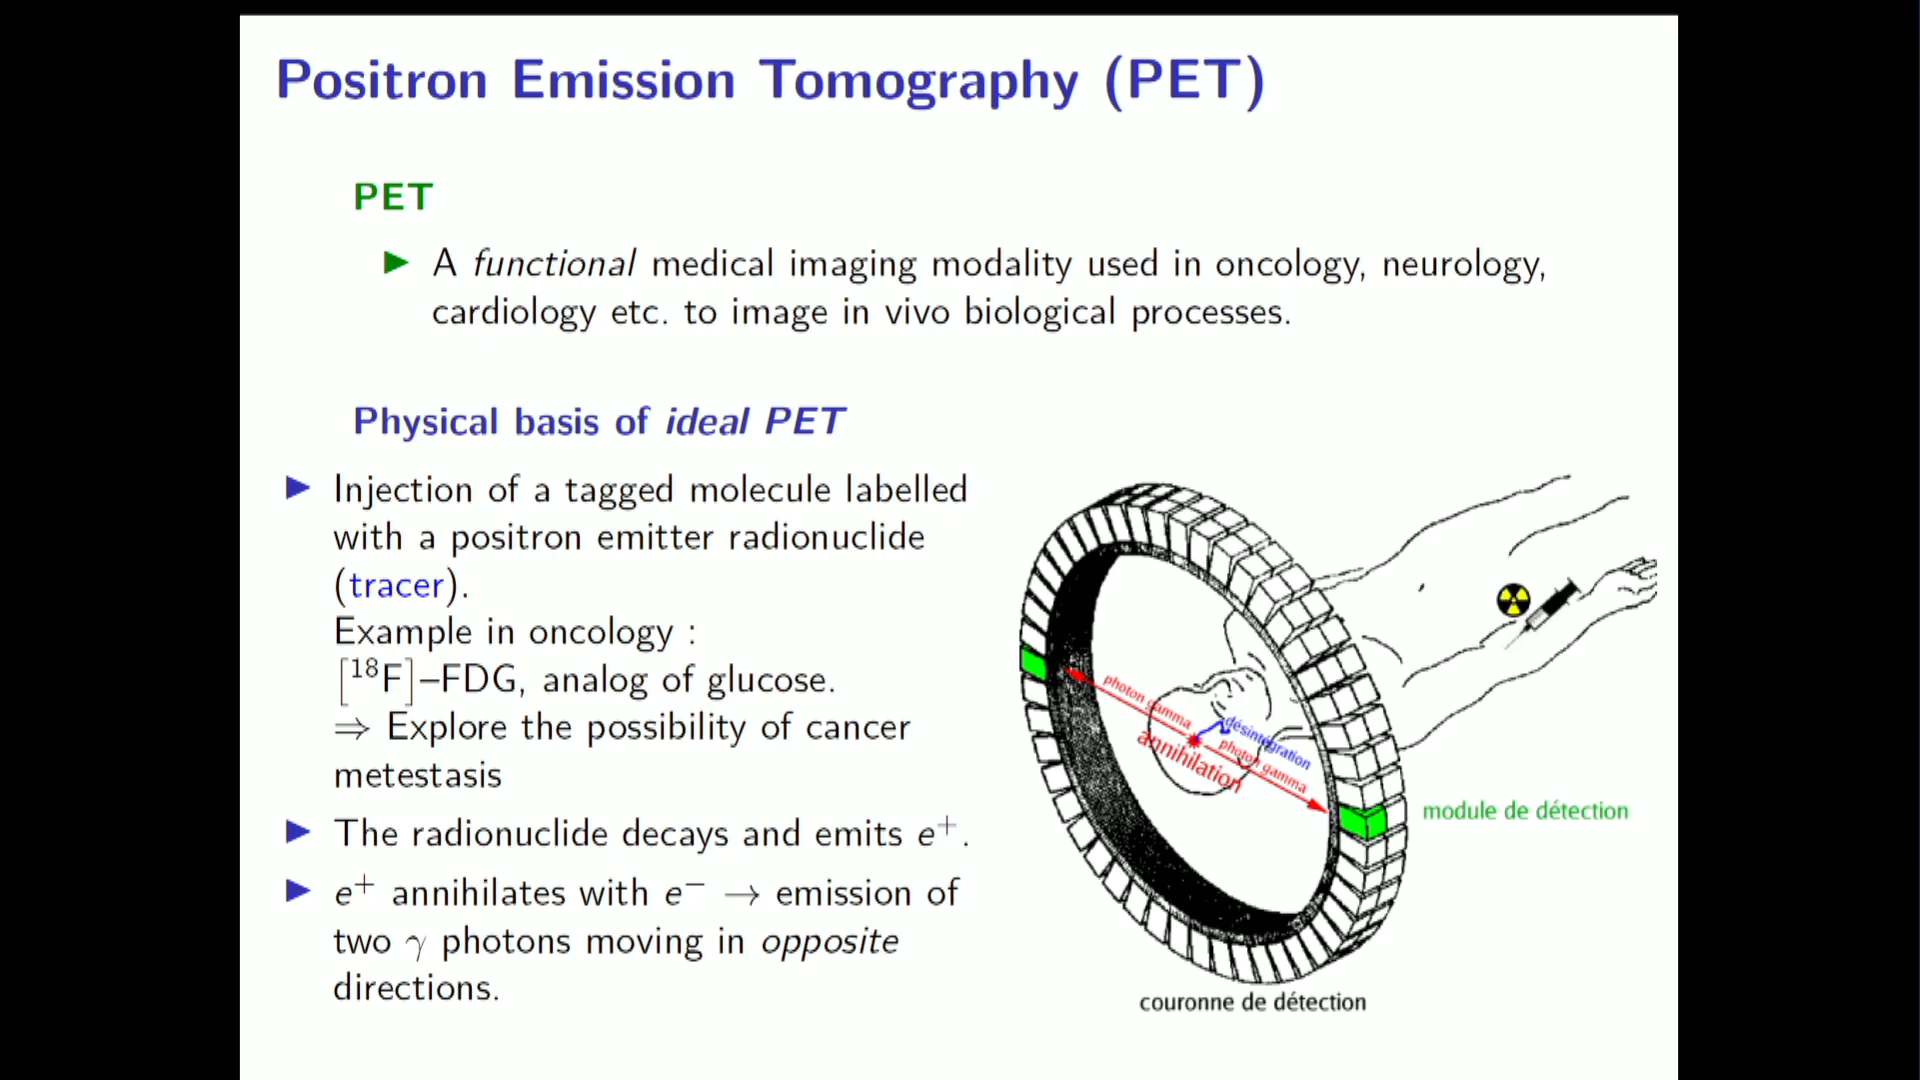 Positron Emission Tomography (PET)
PET
▶ A functional medical imaging modality used in oncology, neurology,
cardiology etc. to image in vivo biological processes.
Physical basis of ideal PET
▶ Injection of a tagged molecule labelled
with a positron emitter radionuclide
(tracer).
Example in oncology :
[¹⁸F]–FDG, analog of glucose.
⇒ Explore the possibility of cancer
metestasis
▶ The radionuclide decays and emits e⁺.
▶ e⁺ annihilates with e⁻ → emission of
two γ photons moving in opposite
directions.
photon gamma
désintégration
annihilation
photon gamma
module de détection
couronne de détection